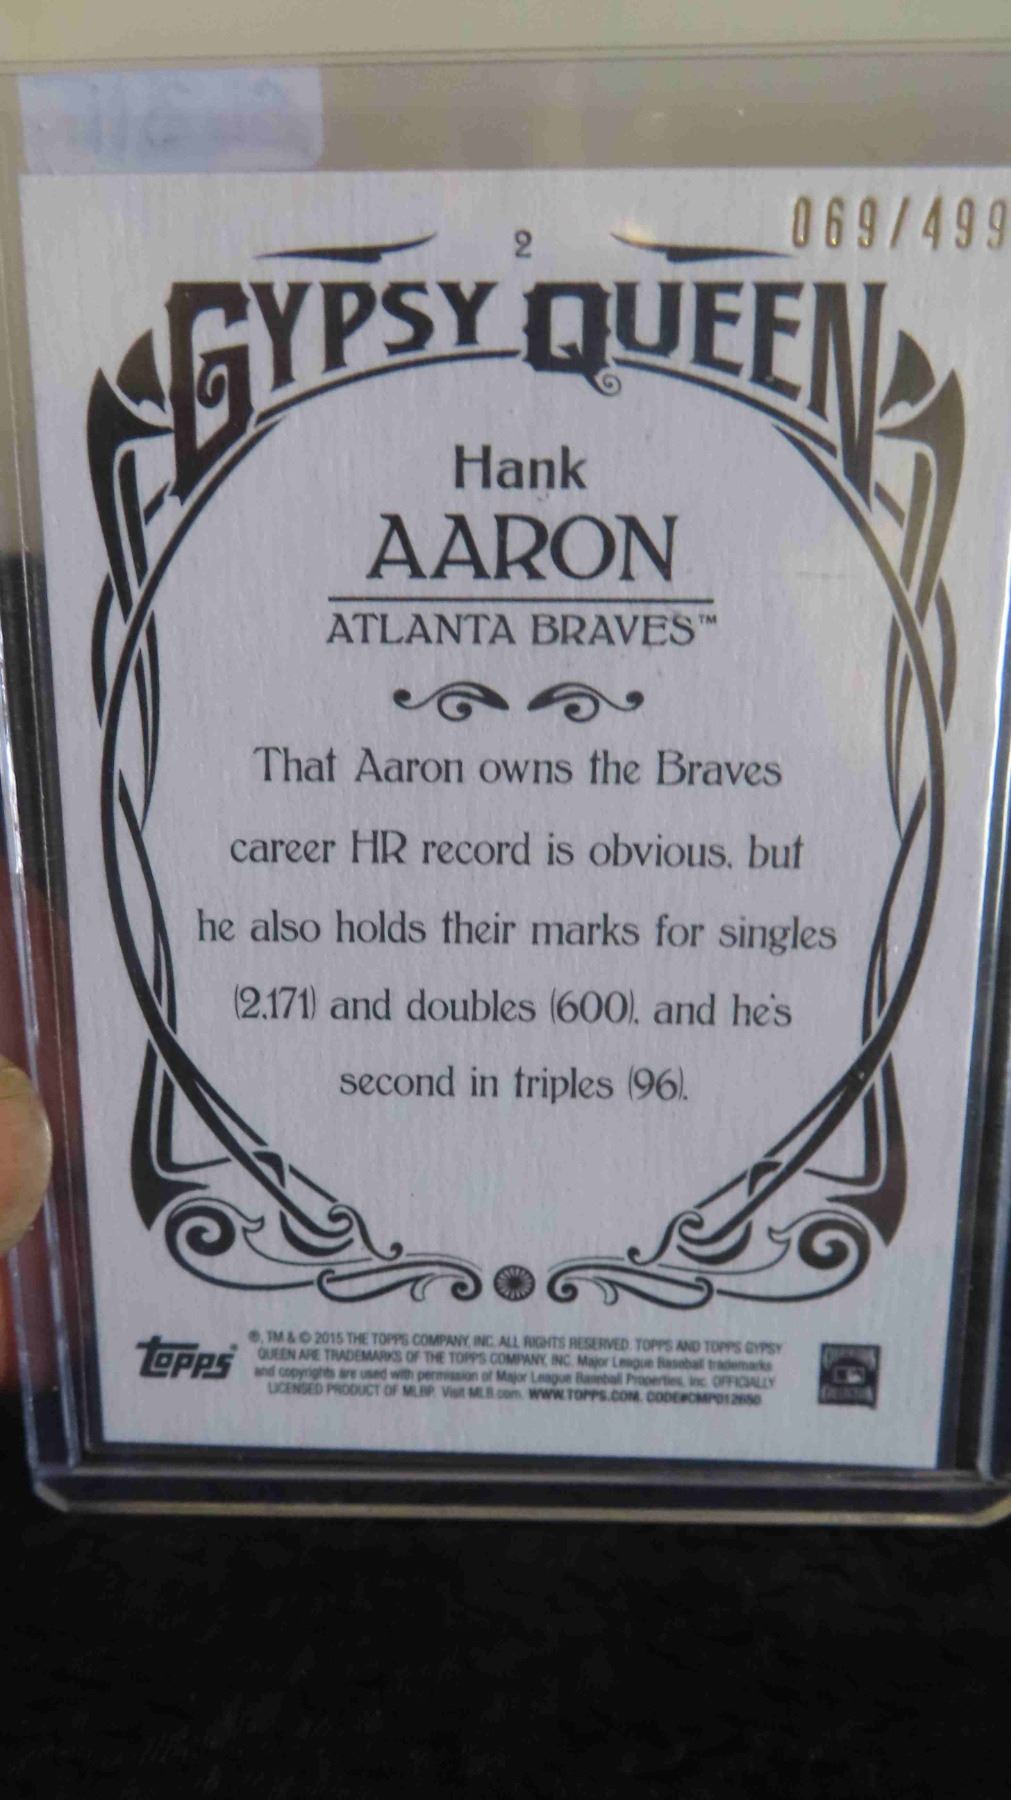 069/499
2
GYPSY QUEEN
Hank
AARON
ATLANTA BRAVES™
That Aaron owns the Braves
career HR record is obvious, but
he also holds their marks for singles
(2,171) and doubles (600), and he's
second in triples (96).
topps®
®, TM & © 2015 THE TOPPS COMPANY, INC. ALL RIGHTS RESERVED. TOPPS AND TOPPS GYPSY
QUEEN ARE TRADEMARKS OF THE TOPPS COMPANY, INC. Major League Baseball trademarks
and copyrights are used with permission of Major League Baseball Properties, Inc. OFFICIALLY
LICENSED PRODUCT OF MLBP. Visit MLB.com. WWW.TOPPS.COM. CODE#CMP012650